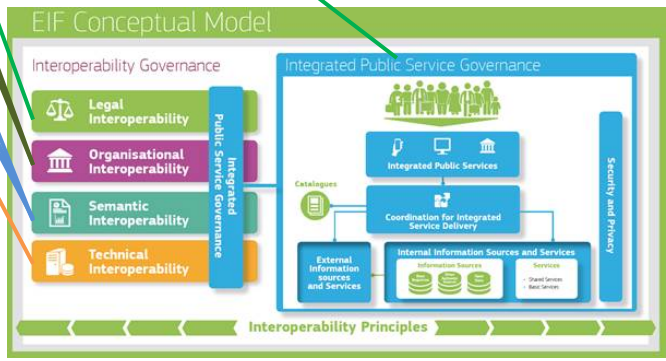 EIF Conceptual Model
Interoperability Governance
Legal
Interoperability
Organisational
Interoperability
Semantic
Interoperability
Technical
Interoperability
Integrated
Public Service Governance
Integrated Public Service Governance
Integrated Public Services
Catalogues
Coordination for Integrated
Service Delivery
External
Information
sources
and Services
Internal Information Sources and Services
Information Sources
Services
Shared Services
Basic Services
Security and Privacy
Interoperability Principles